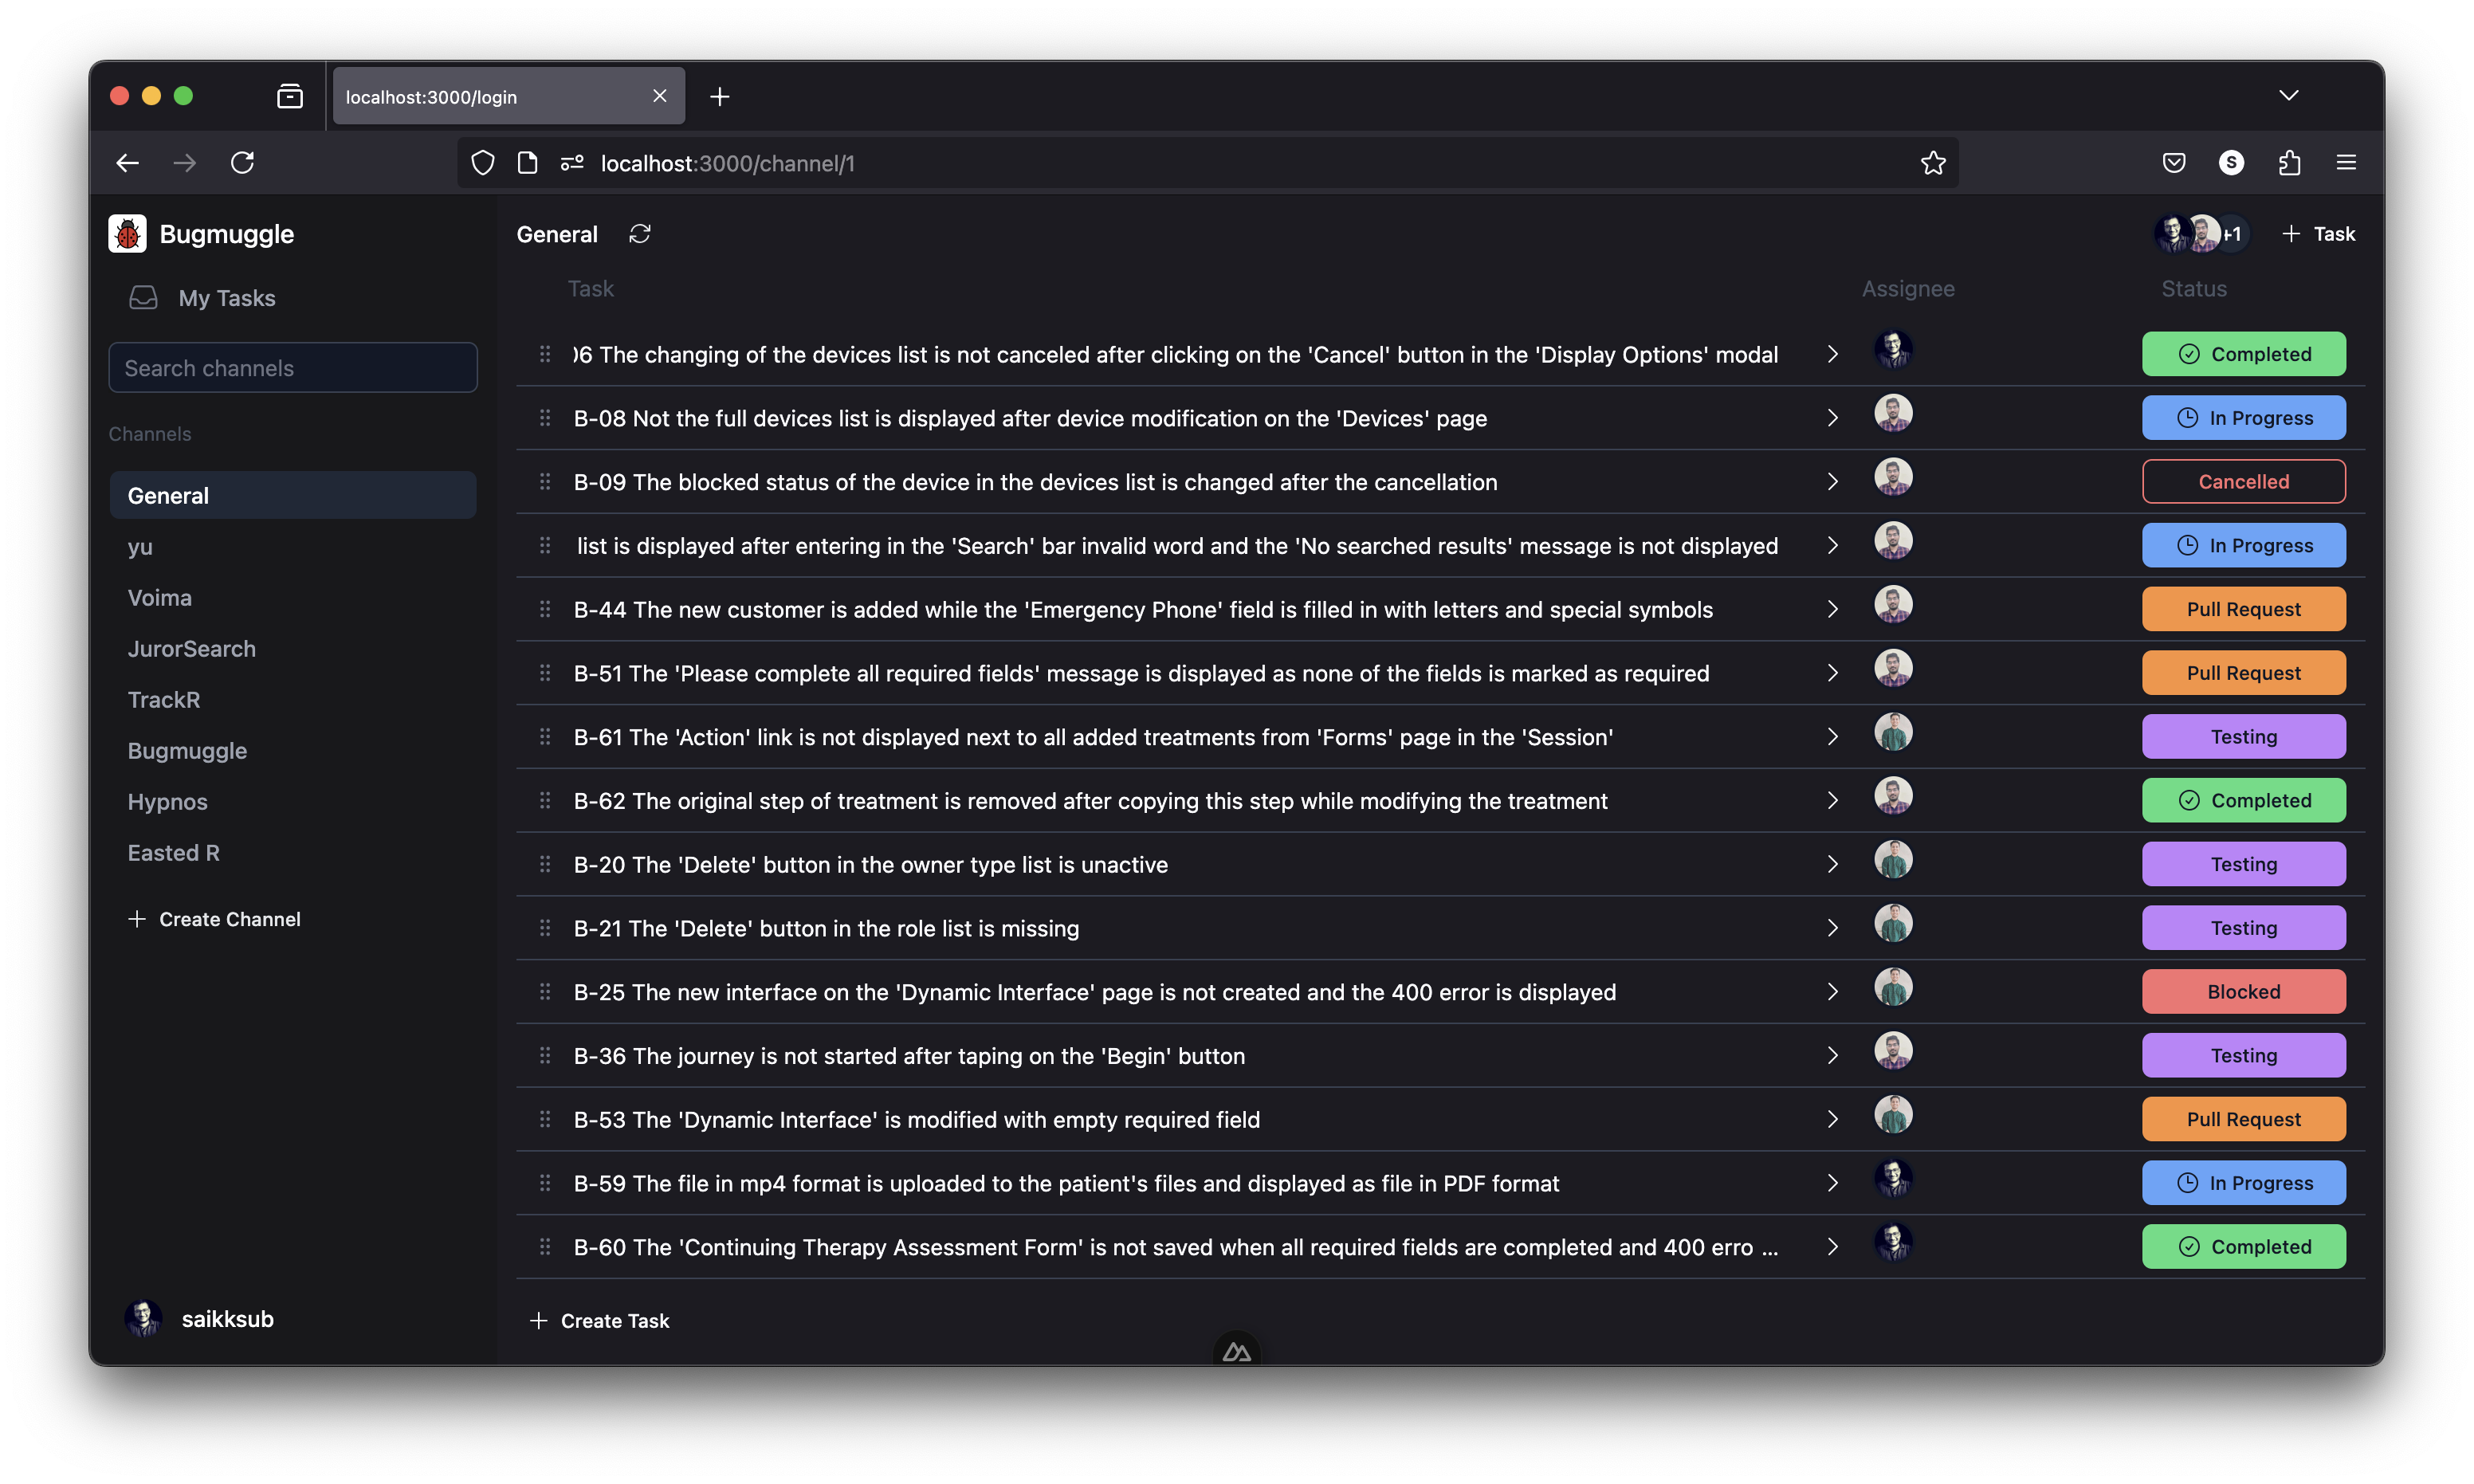 localhost:3000/login
localhost:3000/channel/1
S
Bugmuggle
My Tasks
Search channels
Channels
General
yu
Voima
JurorSearch
TrackR
Bugmuggle
Hypnos
Easted R
+ Create Channel
saikksub
General
+1
+ Task
Task Assignee Status
06 The changing of the devices list is not canceled after clicking on the 'Cancel' button in the 'Display Options' modal Completed
B-08 Not the full devices list is displayed after device modification on the 'Devices' page In Progress
B-09 The blocked status of the device in the devices list is changed after the cancellation Cancelled
list is displayed after entering in the 'Search' bar invalid word and the 'No searched results' message is not displayed In Progress
B-44 The new customer is added while the 'Emergency Phone' field is filled in with letters and special symbols Pull Request
B-51 The 'Please complete all required fields' message is displayed as none of the fields is marked as required Pull Request
B-61 The 'Action' link is not displayed next to all added treatments from 'Forms' page in the 'Session' Testing
B-62 The original step of treatment is removed after copying this step while modifying the treatment Completed
B-20 The 'Delete' button in the owner type list is unactive Testing
B-21 The 'Delete' button in the role list is missing Testing
B-25 The new interface on the 'Dynamic Interface' page is not created and the 400 error is displayed Blocked
B-36 The journey is not started after taping on the 'Begin' button Testing
B-53 The 'Dynamic Interface' is modified with empty required field Pull Request
B-59 The file in mp4 format is uploaded to the patient's files and displayed as file in PDF format In Progress
B-60 The 'Continuing Therapy Assessment Form' is not saved when all required fields are completed and 400 erro ... Completed
+ Create Task